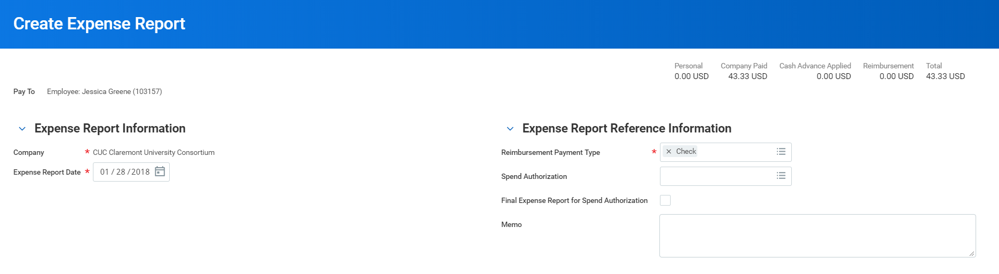 Create Expense Report
Personal Company Paid Cash Advance Applied Reimbursement Total
0.00 USD 43.33 USD 0.00 USD 0.00 USD 43.33 USD
Pay To Employee: Jessica Greene (103157)
Expense Report Information
Company * CUC Claremont University Consortium
Expense Report Date * 01 / 28 / 2018
Expense Report Reference Information
Reimbursement Payment Type * × Check
Spend Authorization
Final Expense Report for Spend Authorization
Memo